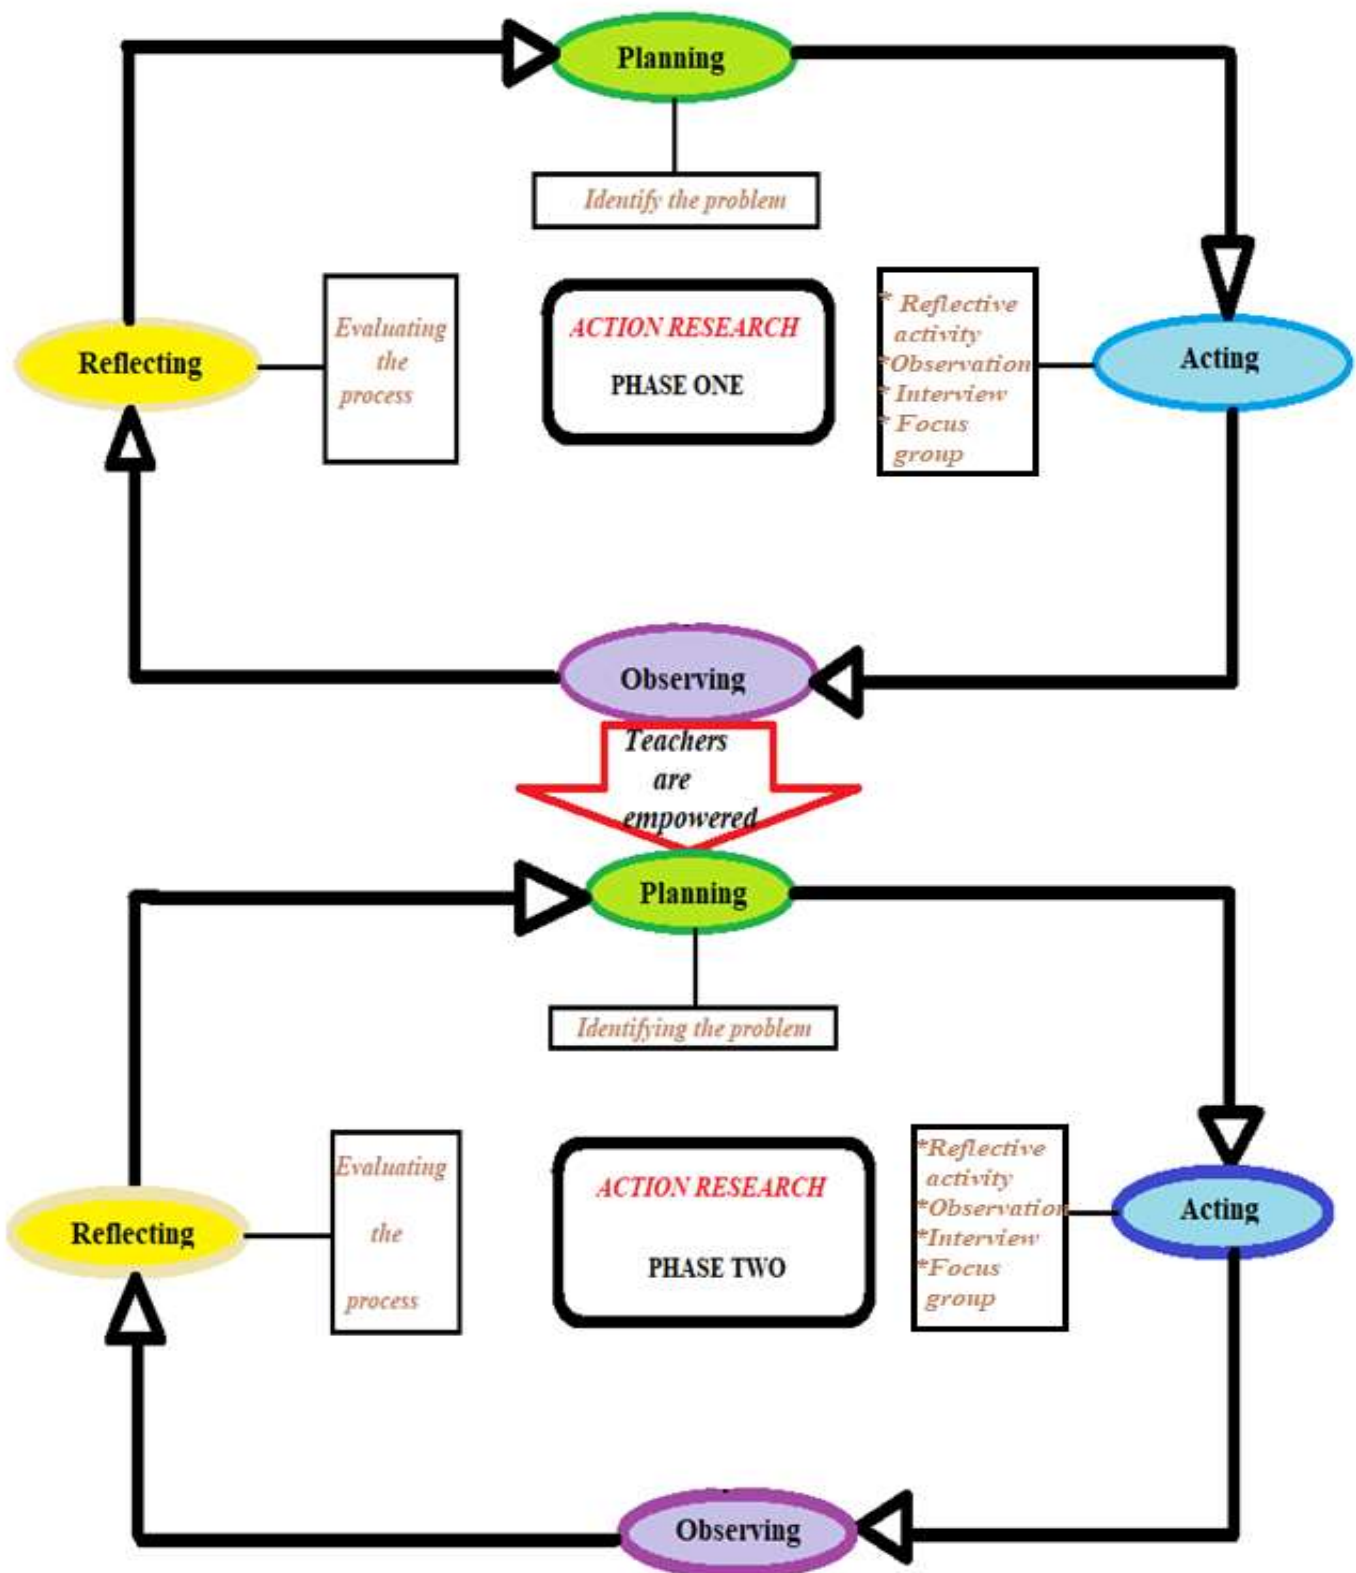 Planning
Identify the problem
Reflecting
Evaluating
the
process
ACTION RESEARCH
PHASE ONE
* Reflective
activity
*Observation
* Interview
* Focus
group
Acting
Observing
Teachers
are
empowered
Planning
Identifying the problem
Reflecting
Evaluating
the
process
ACTION RESEARCH
PHASE TWO
*Reflective
activity
*Observation
*Interview
*Focus
group
Acting
Observing